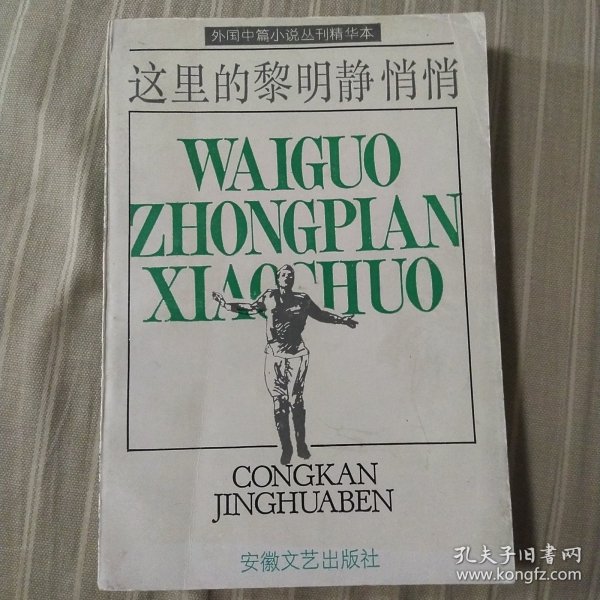 外国中篇小说丛刊精华本
这里的黎明静悄悄
WAIGUO
ZHONGPIAN
XIAOSHUO
CONGKAN
JINGHUABEN
安徽文艺出版社
孔夫子旧书网
www.kongfz.com